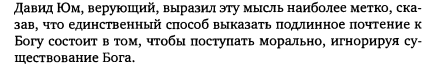 Давид Юм, верующий, выразил эту мысль наиболее метко, ска-
зав, что единственный способ выказать подлинное почтение к
Богу состоит в том, чтобы поступать морально, игнорируя су-
ществование Бога.